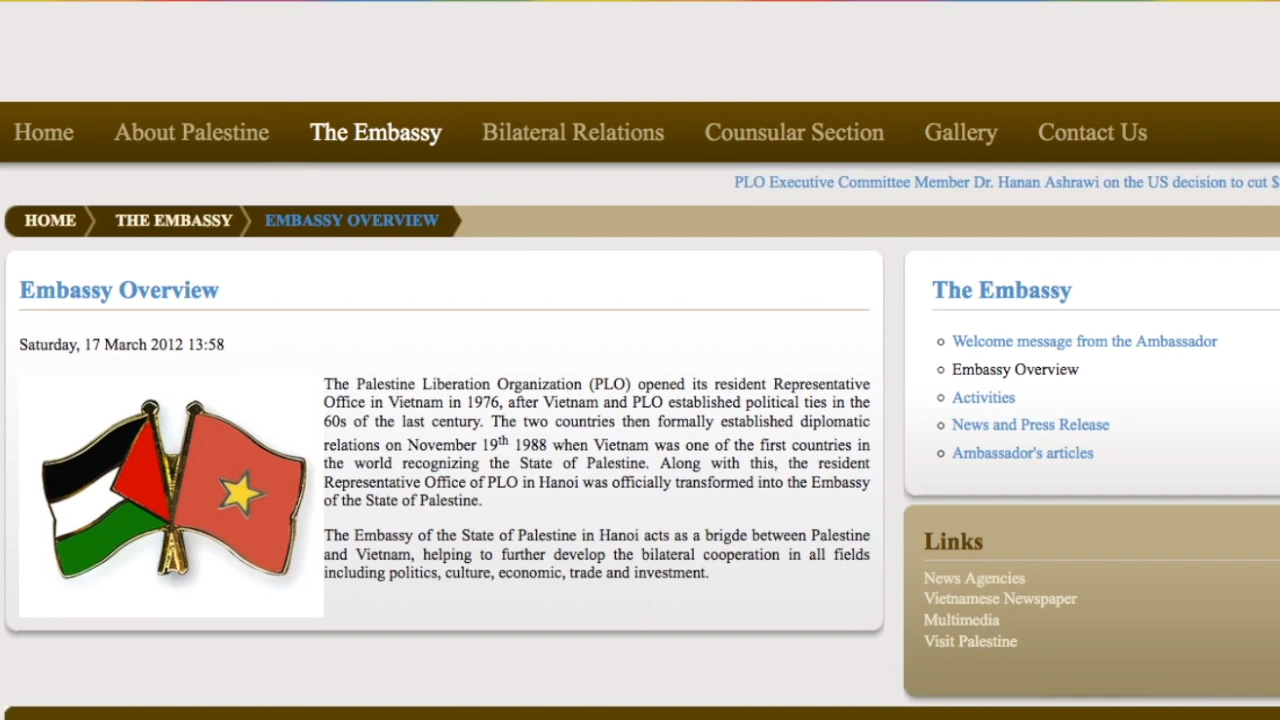 Home About Palestine The Embassy Bilateral Relations Counsular Section Gallery Contact Us
PLO Executive Committee Member Dr. Hanan Ashrawi on the US decision to cut $
HOME THE EMBASSY EMBASSY OVERVIEW
Embassy Overview
Saturday, 17 March 2012 13:58
The Palestine Liberation Organization (PLO) opened its resident Representative
Office in Vietnam in 1976, after Vietnam and PLO established political ties in the
60s of the last century. The two countries then formally established diplomatic
relations on November 19th 1988 when Vietnam was one of the first countries in
the world recognizing the State of Palestine. Along with this, the resident
Representative Office of PLO in Hanoi was officially transformed into the Embassy
of the State of Palestine.
The Embassy of the State of Palestine in Hanoi acts as a brigde between Palestine
and Vietnam, helping to further develop the bilateral cooperation in all fields
including politics, culture, economic, trade and investment.
The Embassy
Welcome message from the Ambassador
Embassy Overview
Activities
News and Press Release
Ambassador's articles
Links
News Agencies
Vietnamese Newspaper
Multimedia
Visit Palestine